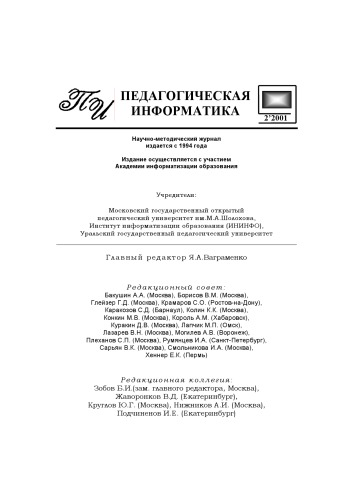 ПИ
ПЕДАГОГИЧЕСКАЯ
ИНФОРМАТИКА
2'2001
Научно-методический журнал
издается с 1994 года
Издание осуществляется с участием
Академии информатизации образования
Учредители:
Московский государственный открытый
педагогический университет им.М.А.Шолохова,
Институт информатизации образования (ИНИНФО),
Уральский государственный педагогический университет
Главный редактор Я.А.Ваграменко
Редакционный совет:
Бакушин А.А. (Москва), Борисов В.М. (Москва),
Глейзер Г.Д. (Москва), Крамаров С.О. (Ростов-на-Дону),
Каракозов С.Д. (Барнаул), Колин К.К. (Москва),
Конкин М.В. (Москва), Король А.М. (Хабаровск),
Куракин Д.В. (Москва), Лапчик М.П. (Омск),
Лазарев В.Н. (Москва), Могилев А.В. (Воронеж),
Плеханов С.П. (Москва), Румянцев И.А. (Санкт-Петербург),
Сарьян В.К. (Москва), Смольникова И.А. (Москва),
Хеннер Е.К. (Пермь)
Редакционная коллегия:
Зобов Б.И.(зам. главного редактора, Москва),
Жаворонков В.Д. (Екатеринбург),
Круглов Ю.Г. (Москва), Нижников А.И. (Москва),
Подчиненов И.Е. (Екатеринбург)